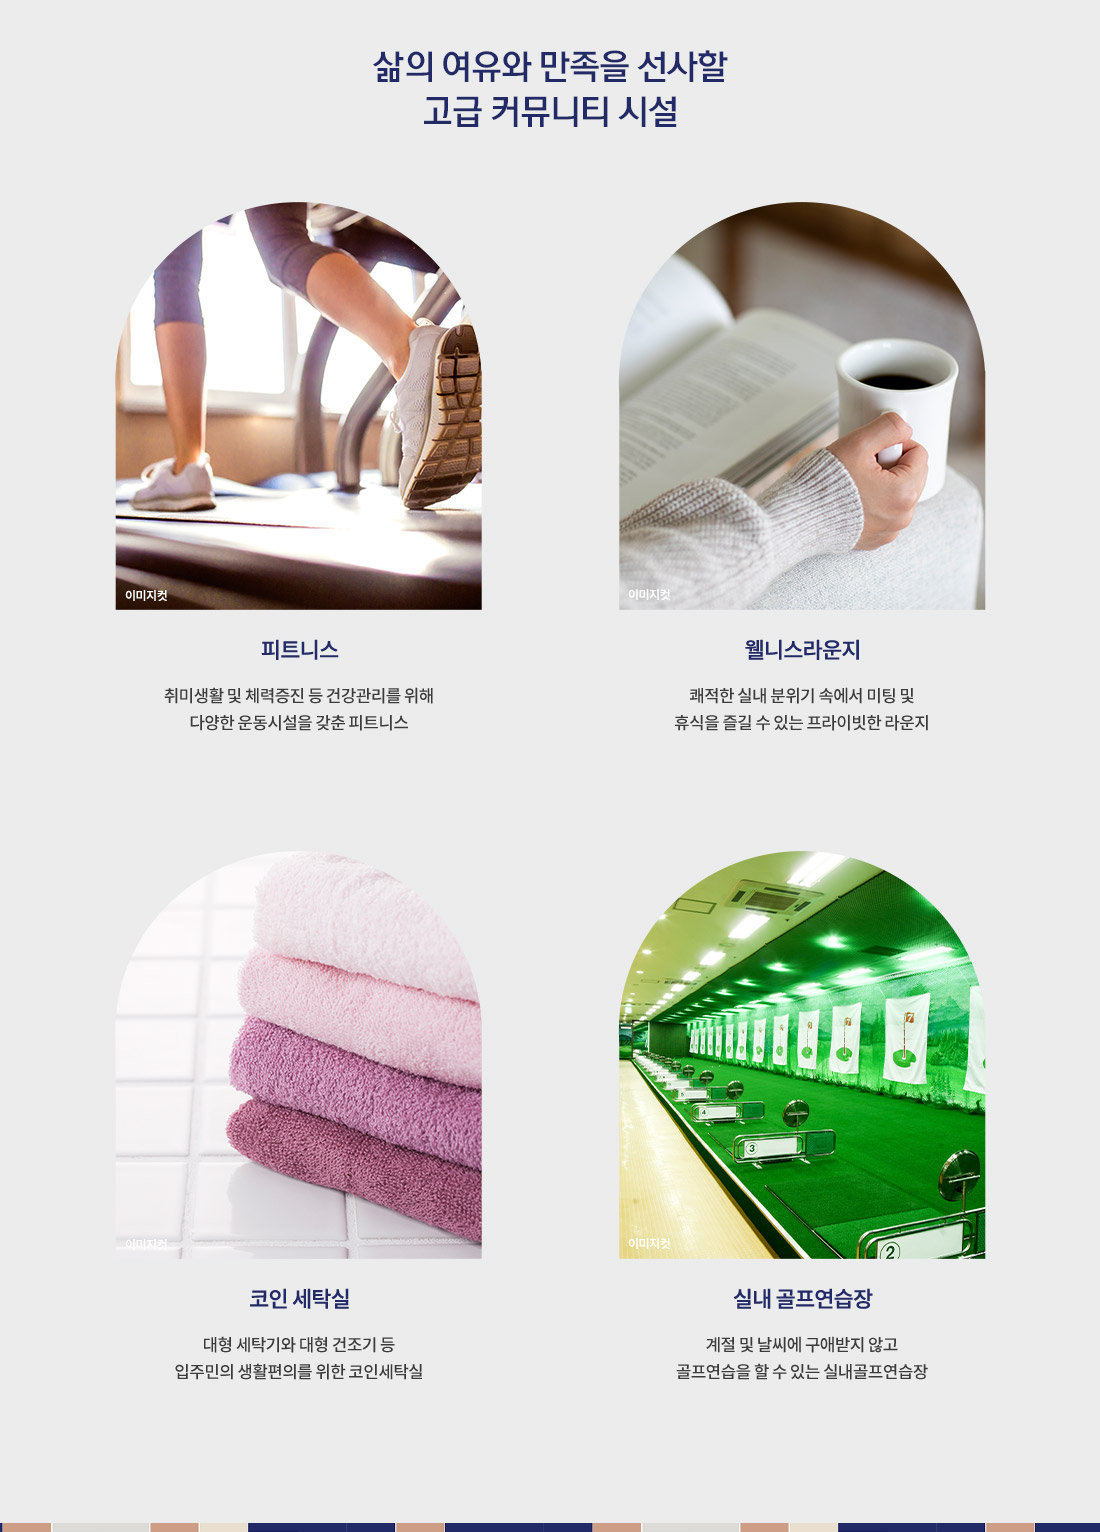 삶의 여유와 만족을 선사할
고급 커뮤니티 시설
이미지컷
이미지컷
피트니스
웰니스라운지
취미생활 및 체력증진 등 건강관리를 위해
다양한 운동시설을 갖춘 피트니스
쾌적한 실내 분위기 속에서 미팅 및
휴식을 즐길 수 있는 프라이빗한 라운지
7
7
5
4
3
2
이미지컷
이미지컷
코인 세탁실
실내 골프연습장
대형 세탁기와 대형 건조기 등
입주민의 생활편의를 위한 코인세탁실
계절 및 날씨에 구애받지 않고
골프연습을 할 수 있는 실내골프연습장